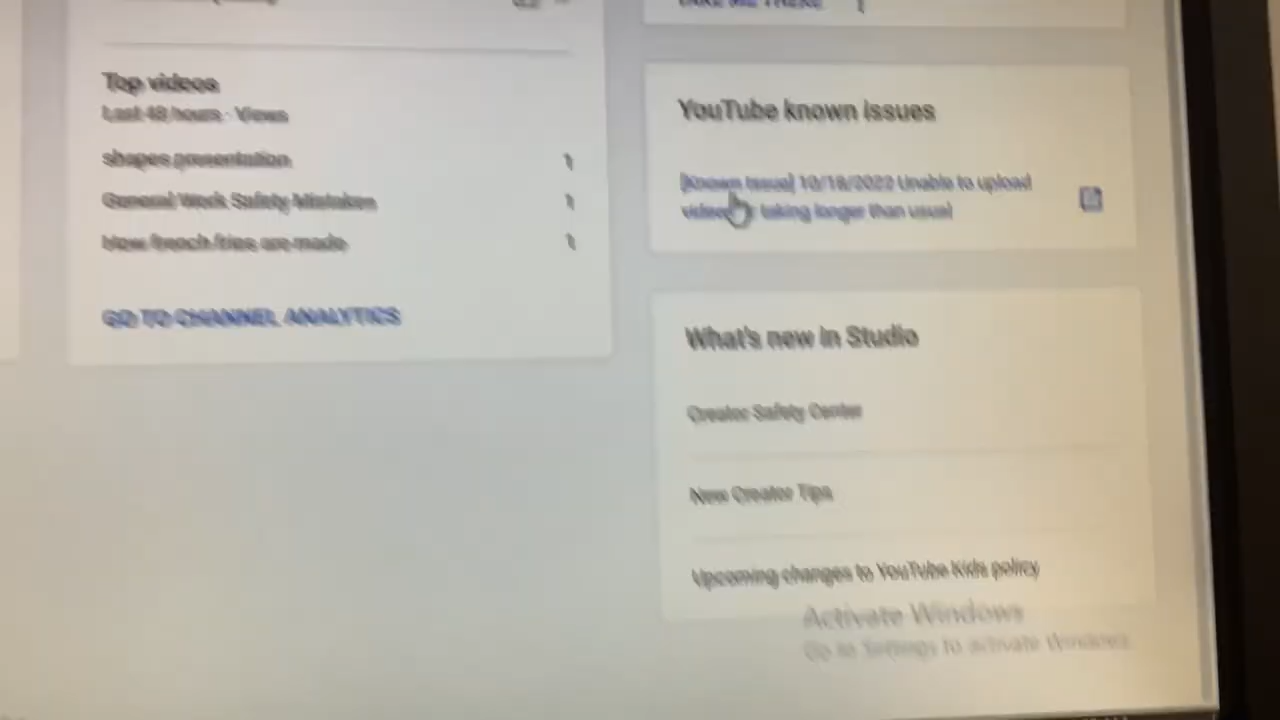 TAKE ME THERE
Top videos
Last 48 hours · Views
shapes presentation 1
General Work Safety Mistakes 1
How french fries are made 1
GO TO CHANNEL ANALYTICS
YouTube known issues
[Known Issue] 10/18/2022 Unable to upload
taking longer than usual
What's new in Studio
Creator Safety Center
New Creator Tips
Upcoming changes to YouTube Kids policy
Activate Windows
Go to Settings to activate Windows.